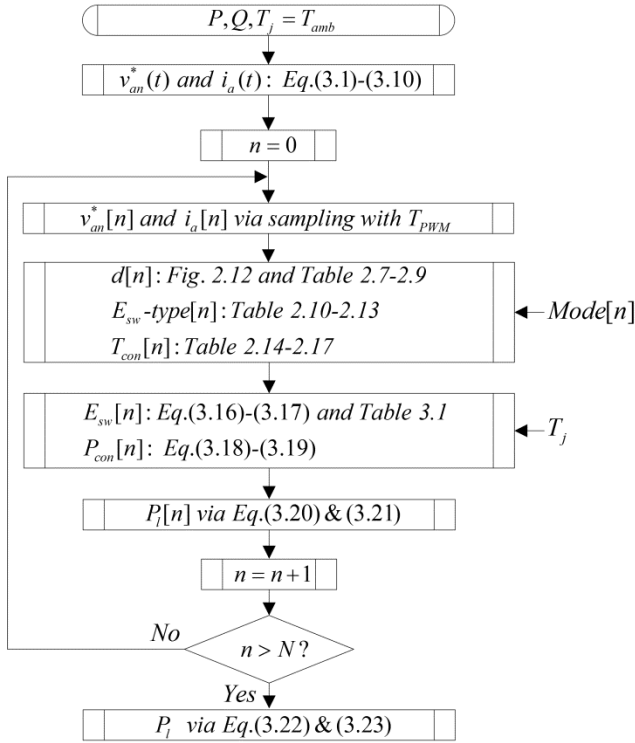 P, Q, T_j = T_amb
v*_an(t) and i_a(t): Eq.(3.1)-(3.10)
n = 0
v*_an[n] and i_a[n] via sampling with T_PWM
d[n]: Fig. 2.12 and Table 2.7-2.9
E_sw-type[n]: Table 2.10-2.13
T_con[n]: Table 2.14-2.17
Mode[n]
E_sw[n]: Eq.(3.16)-(3.17) and Table 3.1
P_con[n]: Eq.(3.18)-(3.19)
T_j
P_l[n] via Eq.(3.20) & (3.21)
n = n+1
No
n > N?
Yes
P_l via Eq.(3.22) & (3.23)